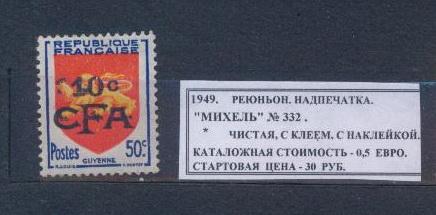 REPUBLIQUE
FRANÇAISE
10c
CFA
Postes
50c
GUYENNE
1949. РЕЮНЬОН. НАДПЕЧАТКА.
"МИХЕЛЬ" № 332 .
* ЧИСТАЯ, С КЛЕЕМ, С НАКЛЕЙКОЙ.
КАТАЛОЖНАЯ СТОИМОСТЬ - 0,5 ЕВРО.
СТАРТОВАЯ ЦЕНА - 30 РУБ.